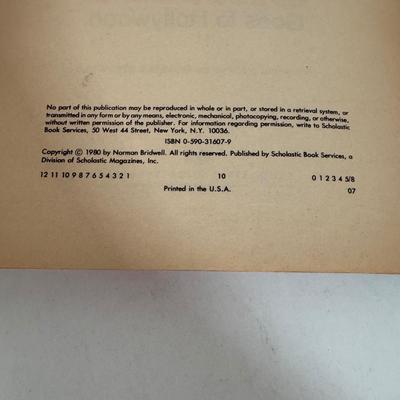 No part of this publication may be reproduced in whole or in part, or stored in a retrieval system, or
transmitted in any form or by any means, electronic, mechanical, photocopying, recording, or otherwise,
without written permission of the publisher. For information regarding permission, write to Scholastic
Book Services, 50 West 44 Street, New York, N.Y. 10036.
ISBN 0-590-31607-9
Copyright © 1980 by Norman Bridwell. All rights reserved. Published by Scholastic Book Services, a
Division of Scholastic Magazines, Inc.
12 11 10 9 8 7 6 5 4 3 2 1 10 0 1 2 3 4 5/8
Printed in the U.S.A. 07